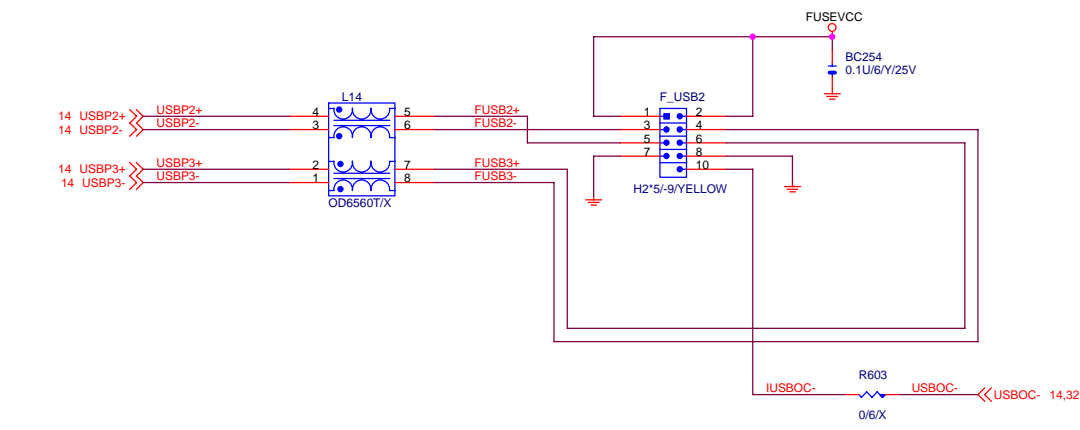 FUSEVCC
BC254
0.1U/6/Y/25V
L14
F_USB2
14 USBP2+ USBP2+ 4 5 FUSB2+ 1 2
14 USBP2- USBP2- 3 6 FUSB2- 3 4
5 6
14 USBP3+ USBP3+ 2 7 FUSB3+ 7 8
14 USBP3- USBP3- 1 8 FUSB3- 10
OD6560T/X
H2*5/-9/YELLOW
R603
IUSBOC- USBOC- USBOC- 14,32
0/6/X